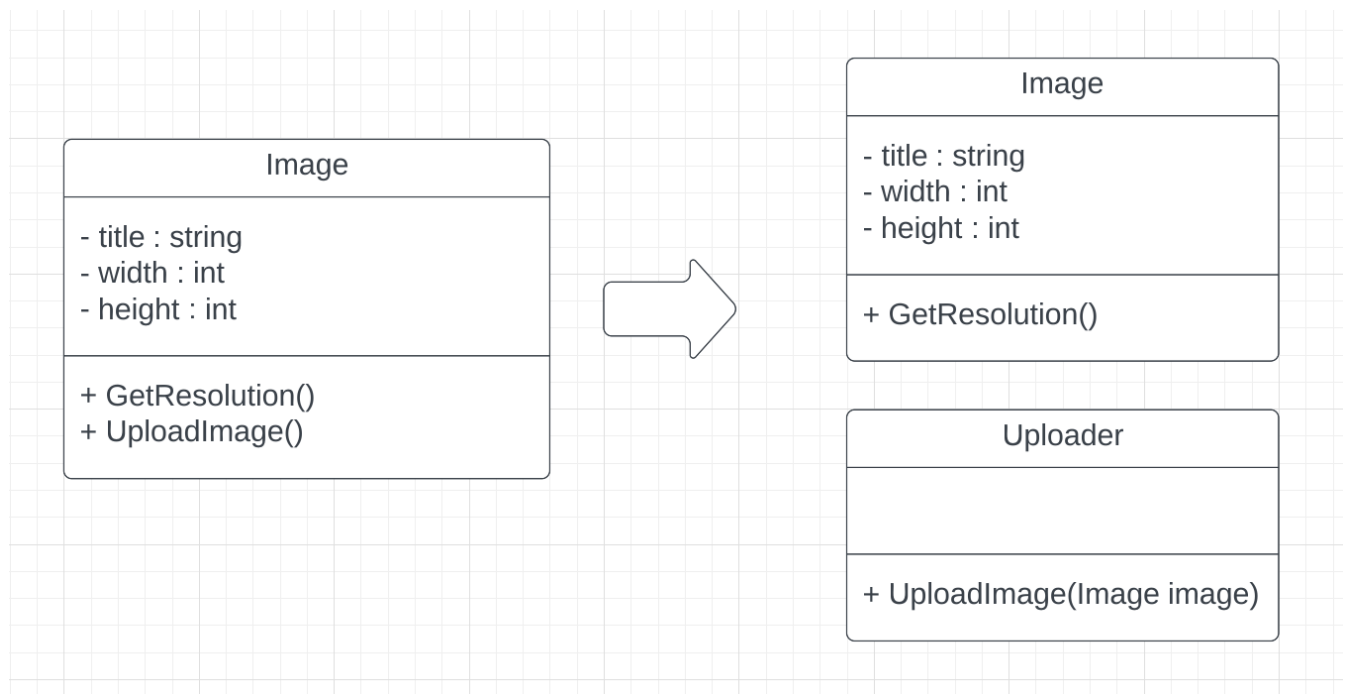 Image
- title : string
- width : int
- height : int
+ GetResolution()
+ UploadImage()
Image
- title : string
- width : int
- height : int
+ GetResolution()
Uploader
+ UploadImage(Image image)